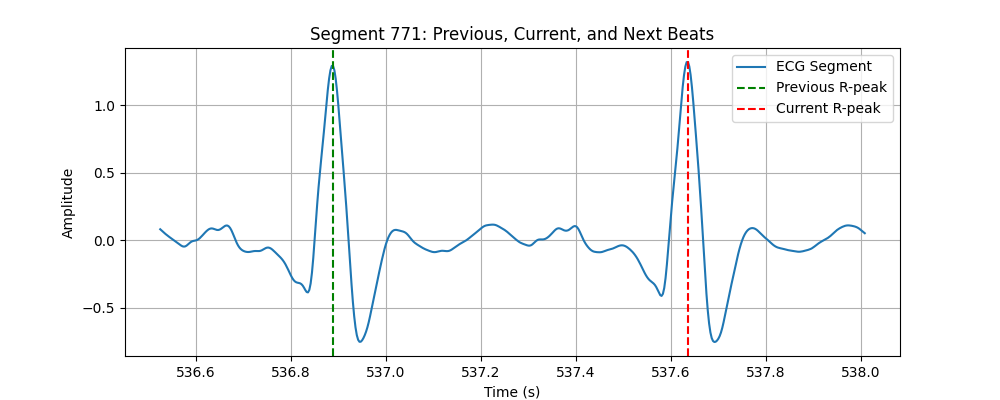 Segment 771: Previous, Current, and Next Beats
ECG Segment
Previous R-peak
Current R-peak
Amplitude
1.0
0.5
0.0
−0.5
536.6 536.8 537.0 537.2 537.4 537.6 537.8 538.0
Time (s)